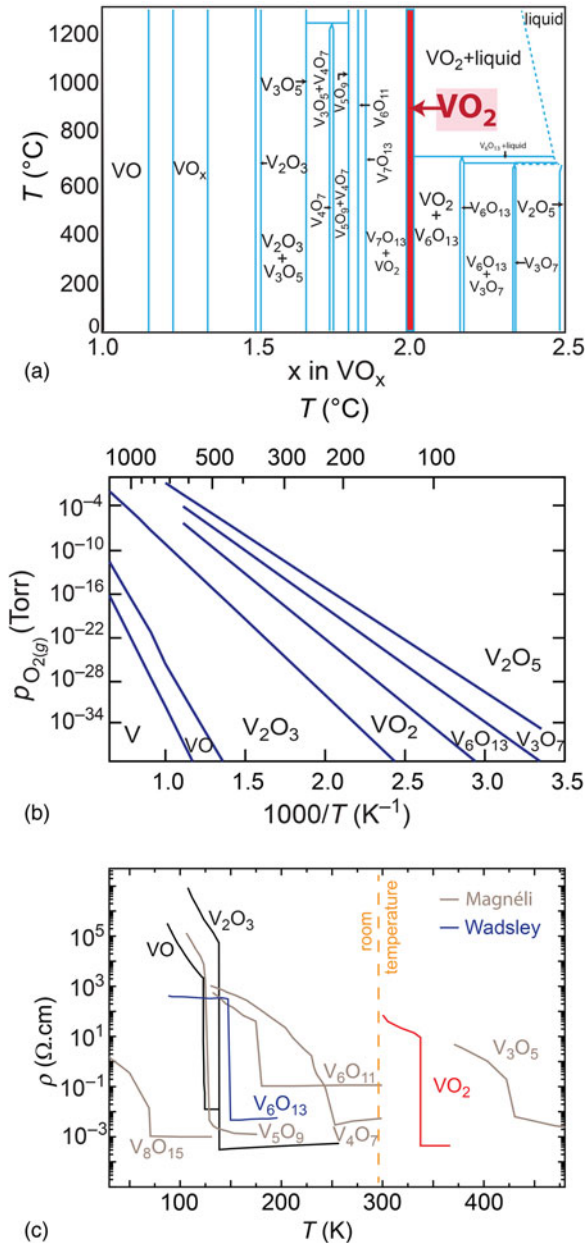 1200
1000
800
600
400
200
0
T (°C)
VO
VOₓ
V₃O₅
V₂O₃
V₂O₃
+
V₃O₅
V₃O₅+V₄O₇
V₄O₇
V₅O₉
V₅O₉+V₄O₇
V₆O₁₁
V₇O₁₃
V₇O₁₃
+
VO₂
liquid
VO₂+liquid
VO₂
V₆O₁₃+liquid
VO₂
+
V₆O₁₃
V₆O₁₃
V₂O₅
V₆O₁₃
+
V₃O₇
V₃O₇
1.0 1.5 2.0 2.5
(a)
x in VOₓ
T (°C)
1000 500 300 200 100
10⁻⁴
10⁻¹⁰
10⁻¹⁶
10⁻²²
10⁻²⁸
10⁻³⁴
pO₂(g) (Torr)
V
VO
V₂O₃
VO₂
V₆O₁₃
V₃O₇
V₂O₅
1.0 1.5 2.0 2.5 3.0 3.5
(b)
1000/T (K⁻¹)
10⁵
10³
10¹
10⁻¹
10⁻³
ρ (Ω.cm)
V₂O₃
VO
room
temperature
Magnéli
Wadsley
V₈O₁₅
V₆O₁₃
V₅O₉
V₆O₁₁
V₄O₇
VO₂
V₃O₅
100 200 300 400
(c)
T (K)